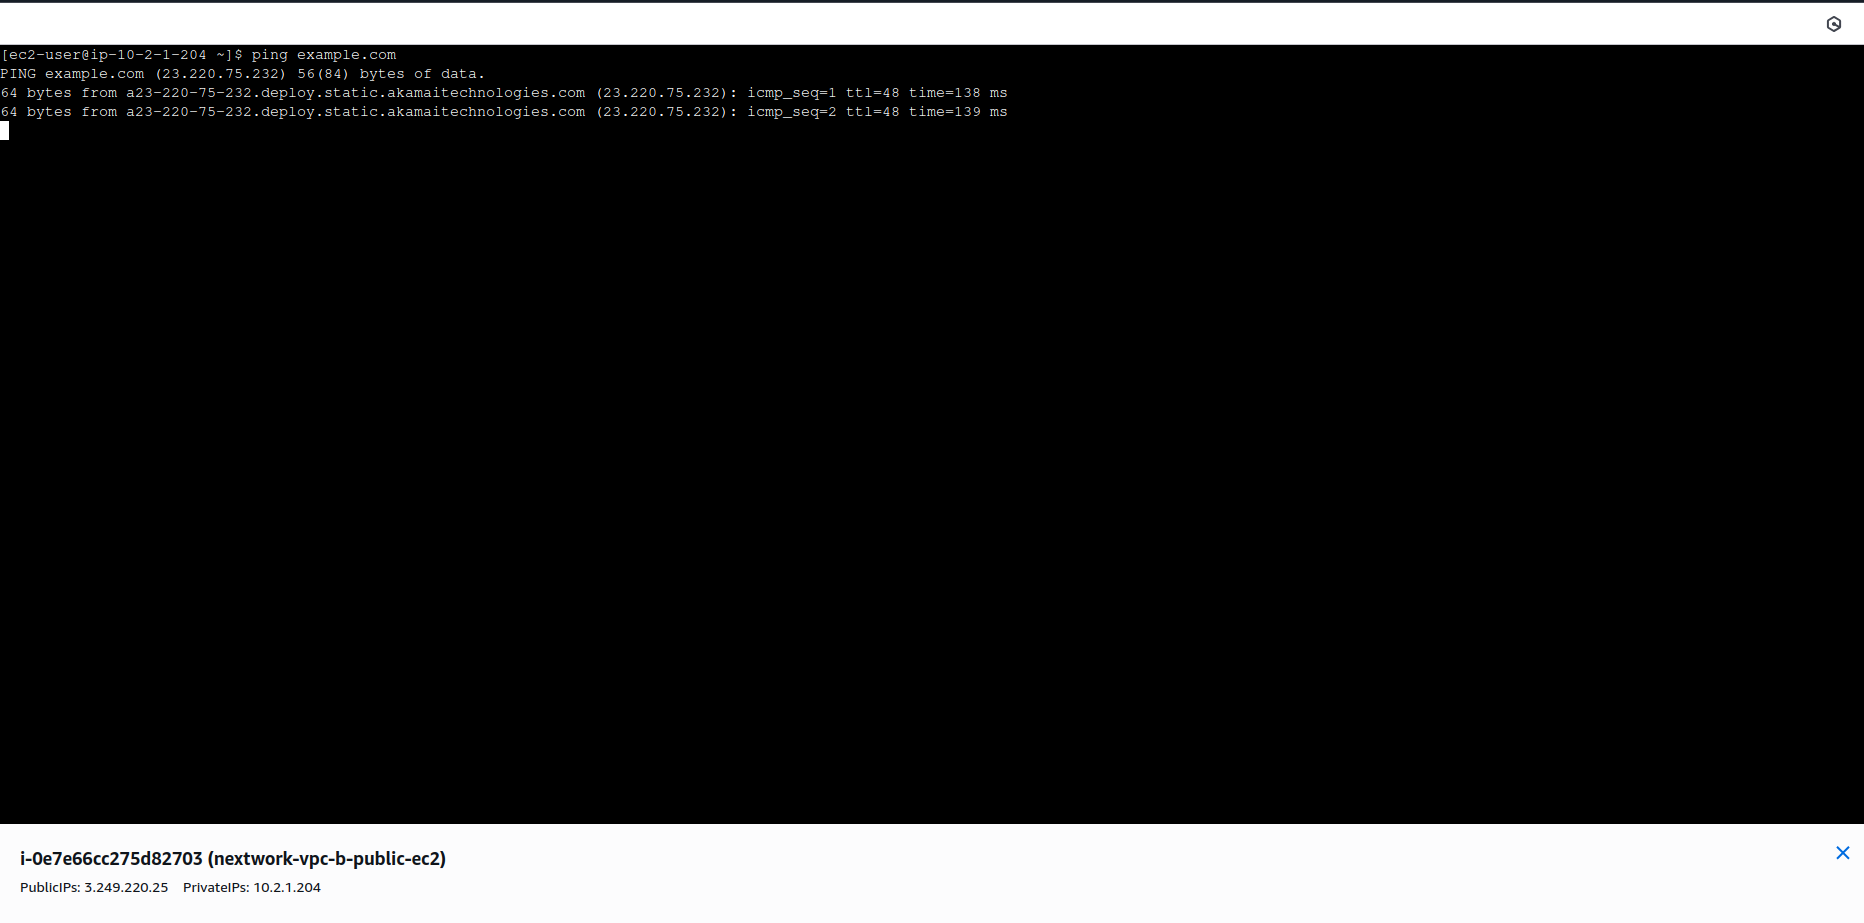 [ec2-user@ip-10-2-1-204 ~]$ ping example.com
PING example.com (23.220.75.232) 56(84) bytes of data.
64 bytes from a23-220-75-232.deploy.static.akamaitechnologies.com (23.220.75.232): icmp_seq=1 ttl=48 time=138 ms
64 bytes from a23-220-75-232.deploy.static.akamaitechnologies.com (23.220.75.232): icmp_seq=2 ttl=48 time=139 ms
i-0e7e66cc275d82703 (nextwork-vpc-b-public-ec2)
PublicIPs: 3.249.220.25 PrivateIPs: 10.2.1.204